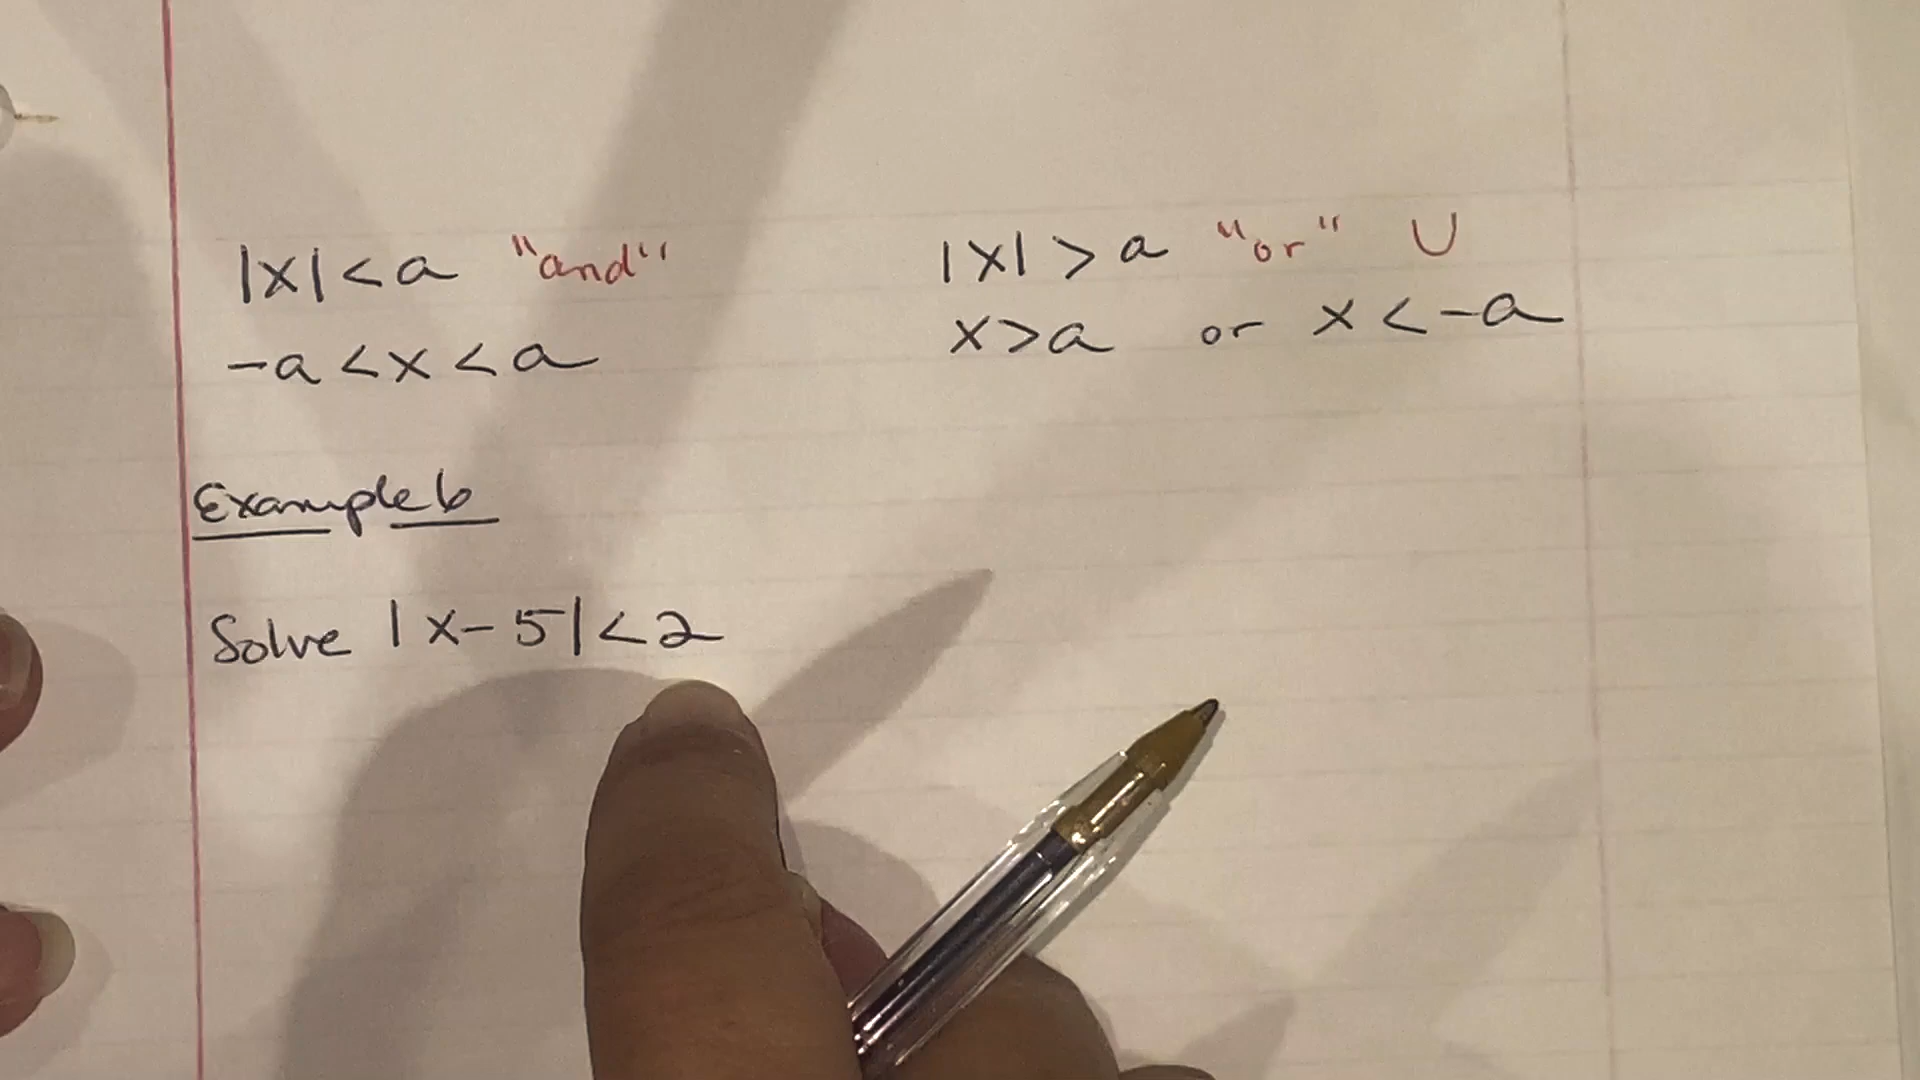 |x| < a "and"
-a < x < a
|x| > a "or" ∪
x > a or x < -a
Example 6
Solve |x - 5| < 2